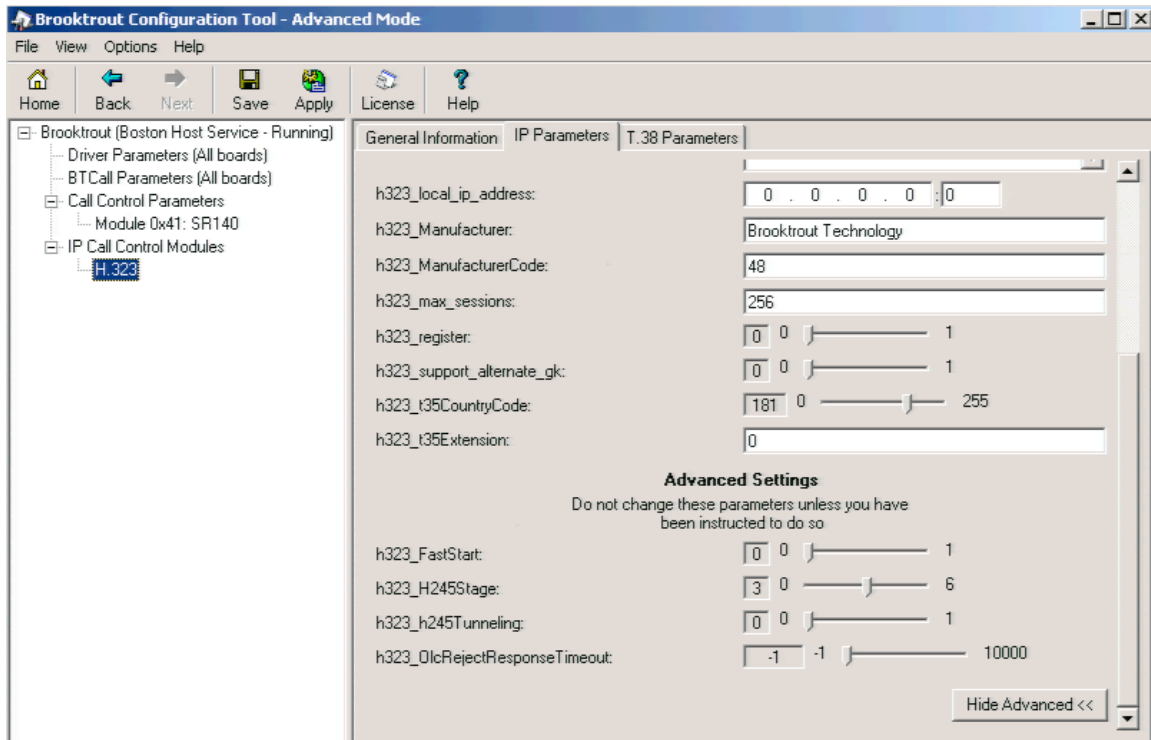 Brooktrout Configuration Tool - Advanced Mode
File View Options Help
Home Back Next Save Apply License Help
Brooktrout (Boston Host Service - Running)
Driver Parameters (All boards)
BTCall Parameters (All boards)
Call Control Parameters
Module 0x41: SR140
IP Call Control Modules
H.323
General Information IP Parameters T.38 Parameters
h323_local_ip_address: 0 . 0 . 0 . 0 : 0
h323_Manufacturer: Brooktrout Technology
h323_ManufacturerCode: 48
h323_max_sessions: 256
h323_register: 0 0 1
h323_support_alternate_gk: 0 0 1
h323_t35CountryCode: 181 0 255
h323_t35Extension: 0
Advanced Settings
Do not change these parameters unless you have
been instructed to do so
h323_FastStart: 0 0 1
h323_H245Stage: 3 0 6
h323_h245Tunneling: 0 0 1
h323_OlcRejectResponseTimeout: -1 -1 10000
Hide Advanced <<